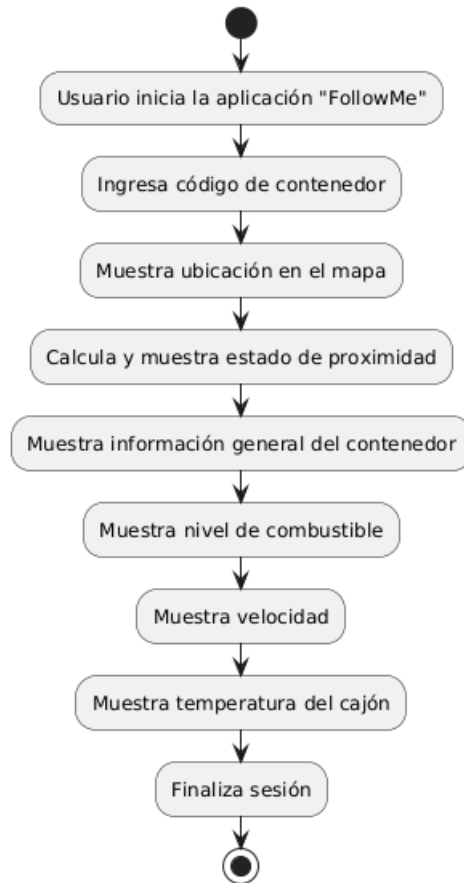 Usuario inicia la aplicación "FollowMe"
Ingresa código de contenedor
Muestra ubicación en el mapa
Calcula y muestra estado de proximidad
Muestra información general del contenedor
Muestra nivel de combustible
Muestra velocidad
Muestra temperatura del cajón
Finaliza sesión